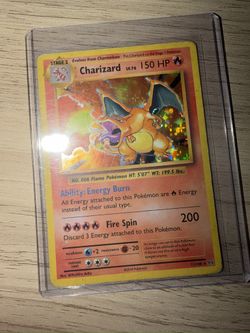 STAGE 2
Evolves from Charmeleon
Charizard LV.76 150 HP
NO. 006 Flame Pokémon HT: 5'07" WT: 199.5 lbs.
Ability: Energy Burn
All Energy attached to this Pokémon are Energy
instead of their usual type.
Fire Spin 200
Discard 3 Energy attached to this Pokémon.
weakness ×2 resistance -20
retreat